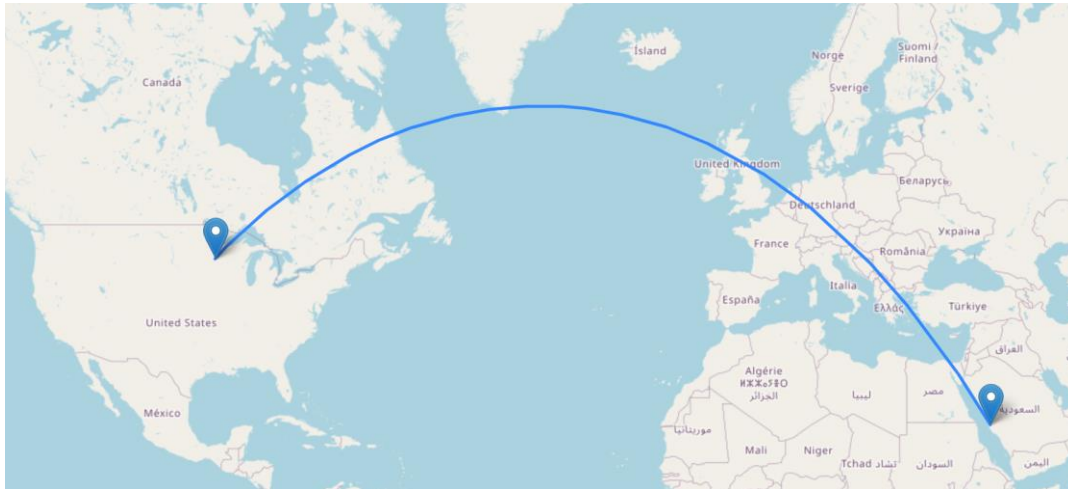 Ísland
Norge
Suomi /
Finland
Sverige
Canada
United Kingdom
Беларусь
Deutschland
Україна
France
România
Italia
España
Ελλάς
Türkiye
United States
العراق
Algérie
ⵍⵣⵣⴰⵢⴻⵔ
الجزائر
ليبيا
مصر
السعودية
México
موريتانيا
Mali
Niger
Tchad تشاد
السودان
اليمن